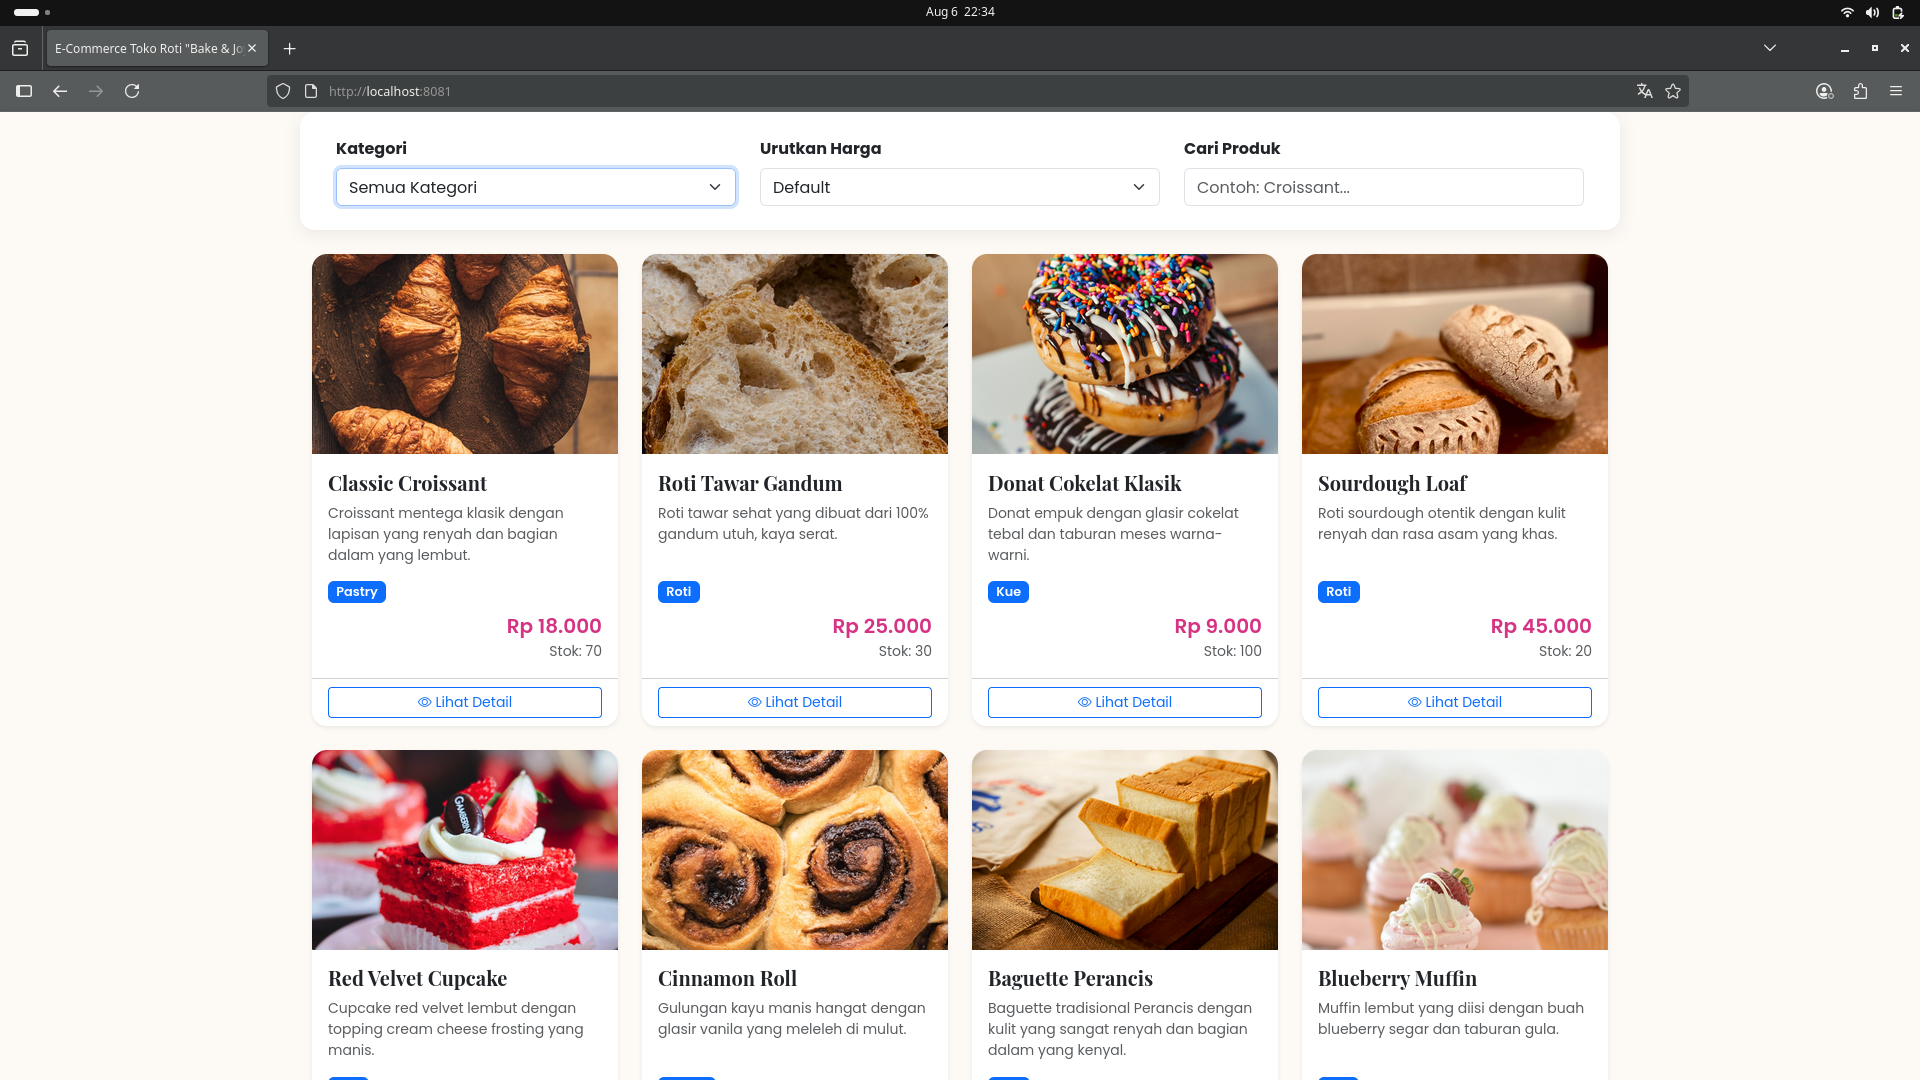 Aug 6 22:34
E-Commerce Toko Roti "Bake & Jo
http://localhost:8081
Kategori
Urutkan Harga
Cari Produk
Semua Kategori
Default
Contoh: Croissant...
Classic Croissant
Croissant mentega klasik dengan
lapisan yang renyah dan bagian
dalam yang lembut.
Pastry
Rp 18.000
Stok: 70
Lihat Detail
Roti Tawar Gandum
Roti tawar sehat yang dibuat dari 100%
gandum utuh, kaya serat.
Roti
Rp 25.000
Stok: 30
Lihat Detail
Donat Cokelat Klasik
Donat empuk dengan glasir cokelat
tebal dan taburan meses warna-
warni.
Kue
Rp 9.000
Stok: 100
Lihat Detail
Sourdough Loaf
Roti sourdough otentik dengan kulit
renyah dan rasa asam yang khas.
Roti
Rp 45.000
Stok: 20
Lihat Detail
Red Velvet Cupcake
Cupcake red velvet lembut dengan
topping cream cheese frosting yang
manis.
Cinnamon Roll
Gulungan kayu manis hangat dengan
glasir vanila yang meleleh di mulut.
Baguette Perancis
Baguette tradisional Perancis dengan
kulit yang sangat renyah dan bagian
dalam yang kenyal.
Blueberry Muffin
Muffin lembut yang diisi dengan buah
blueberry segar dan taburan gula.